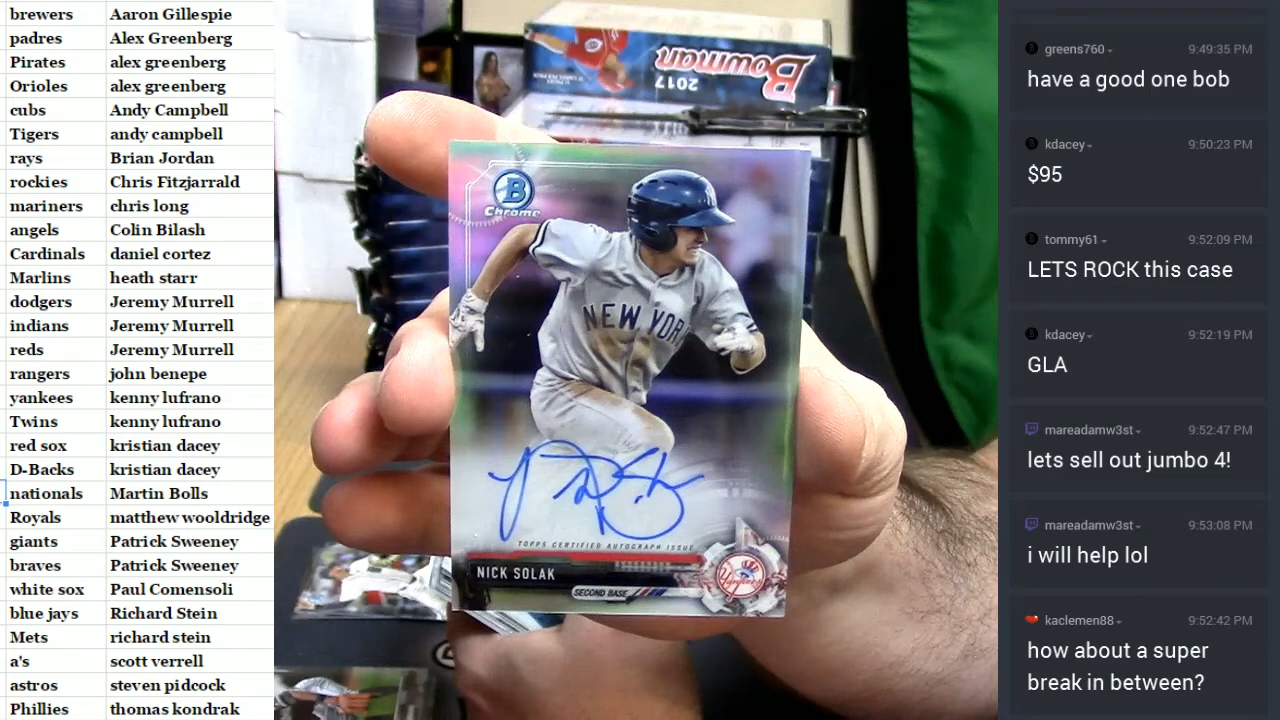 brewers Aaron Gillespie
padres Alex Greenberg
Pirates alex greenberg
Orioles alex greenberg
cubs Andy Campbell
Tigers andy campbell
rays Brian Jordan
rockies Chris Fitzjarrald
mariners chris long
angels Colin Bilash
Cardinals daniel cortez
Marlins heath starr
dodgers Jeremy Murrell
indians Jeremy Murrell
reds Jeremy Murrell
rangers john benepe
yankees kenny lufrano
Twins kenny lufrano
red sox kristian dacey
D-Backs kristian dacey
nationals Martin Bolls
Royals matthew wooldridge
giants Patrick Sweeney
braves Patrick Sweeney
white sox Paul Comensoli
blue jays Richard Stein
Mets richard stein
a's scott verrell
astros steven pidcock
Phillies thomas kondrak
Bowman
2017
B
Chrome
NEW YORK
TOPPS CERTIFIED AUTOGRAPH ISSUE
NICK SOLAK
SECOND BASE
Yankees
greens760 9:49:35 PM
have a good one bob
kdacey 9:50:23 PM
$95
tommy61 9:52:09 PM
LETS ROCK this case
kdacey 9:52:19 PM
GLA
mareadamw3st 9:52:47 PM
lets sell out jumbo 4!
mareadamw3st 9:53:08 PM
i will help lol
kaclemen88 9:52:42 PM
how about a super
break in between?